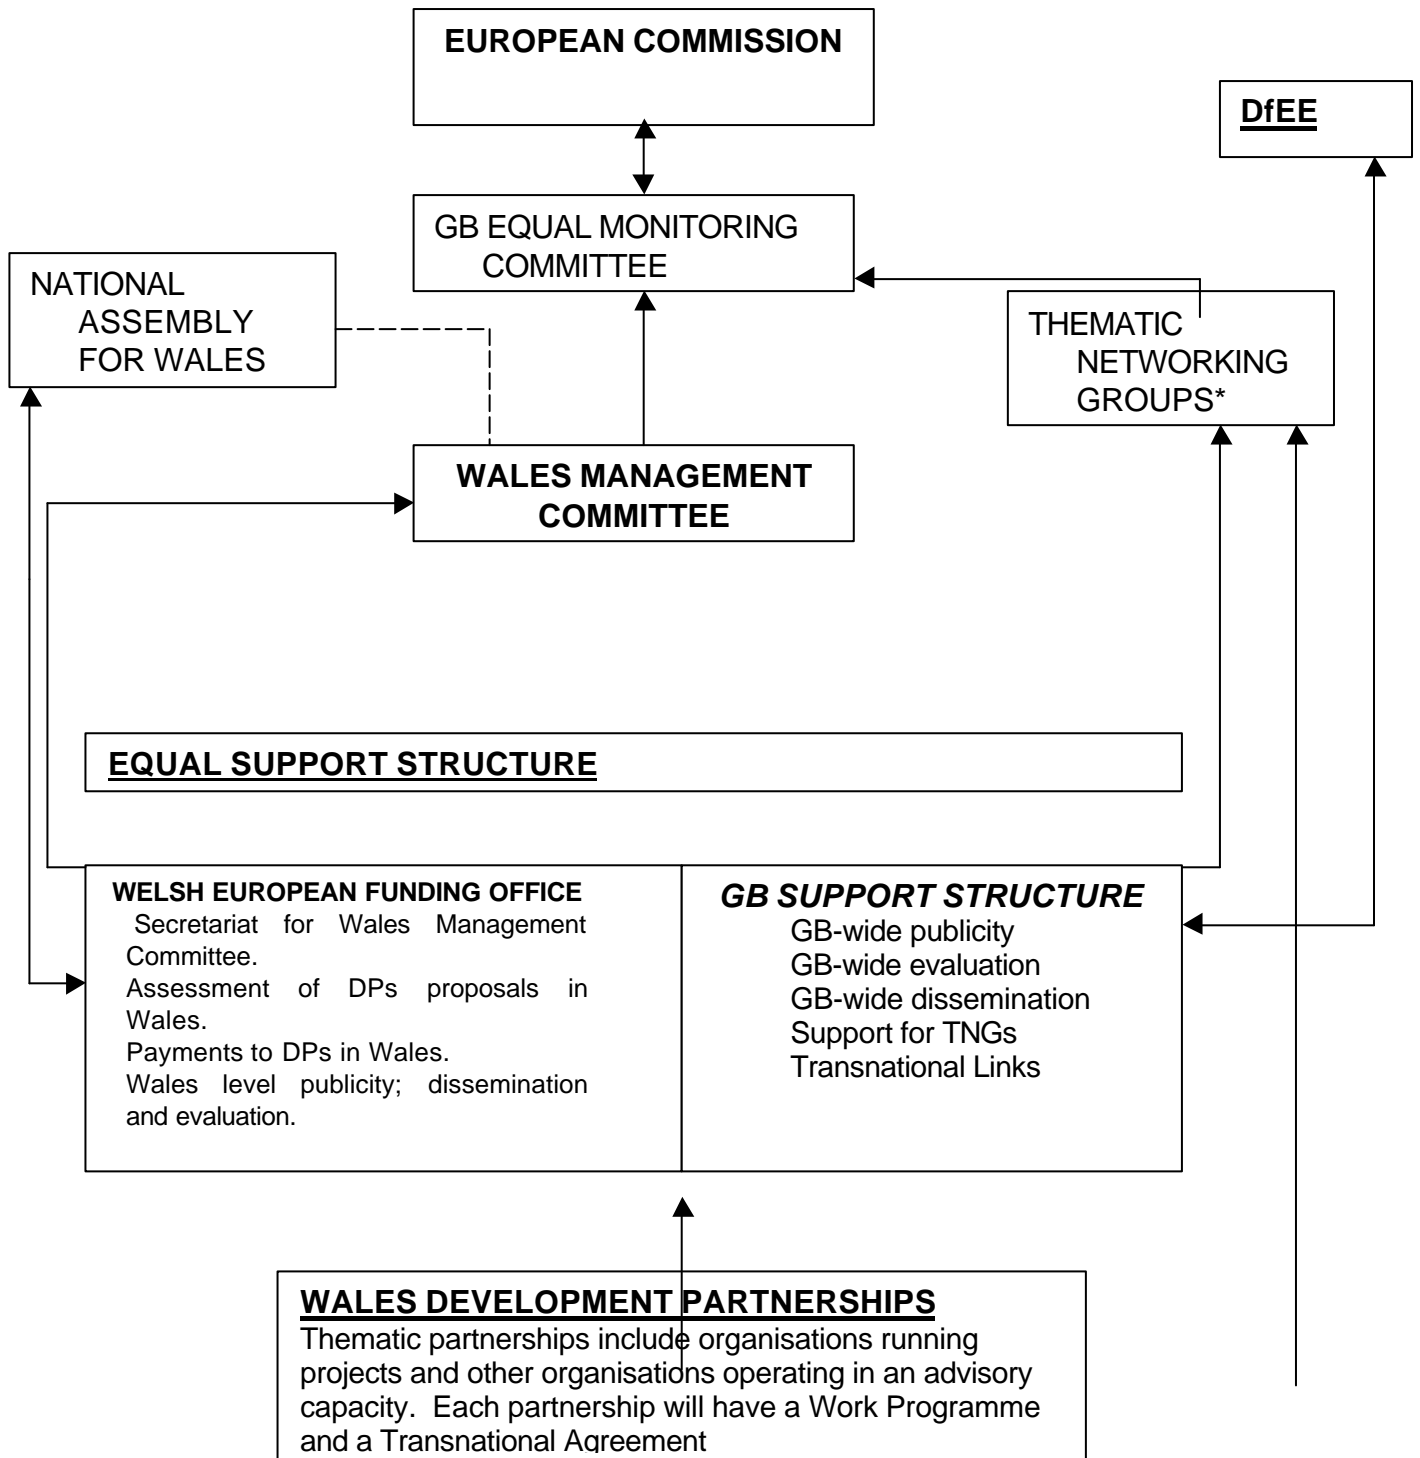 EUROPEAN COMMISSION
DfEE
GB EQUAL MONITORING
COMMITTEE
NATIONAL
ASSEMBLY
FOR WALES
THEMATIC
NETWORKING
GROUPS*
WALES MANAGEMENT
COMMITTEE
EQUAL SUPPORT STRUCTURE
WELSH EUROPEAN FUNDING OFFICE
Secretariat for Wales Management
Committee.
Assessment of DPs proposals in
Wales.
Payments to DPs in Wales.
Wales level publicity; dissemination
and evaluation.
GB SUPPORT STRUCTURE
GB-wide publicity
GB-wide evaluation
GB-wide dissemination
Support for TNGs
Transnational Links
WALES DEVELOPMENT PARTNERSHIPS
Thematic partnerships include organisations running
projects and other organisations operating in an advisory
capacity. Each partnership will have a Work Programme
and a Transnational Agreement